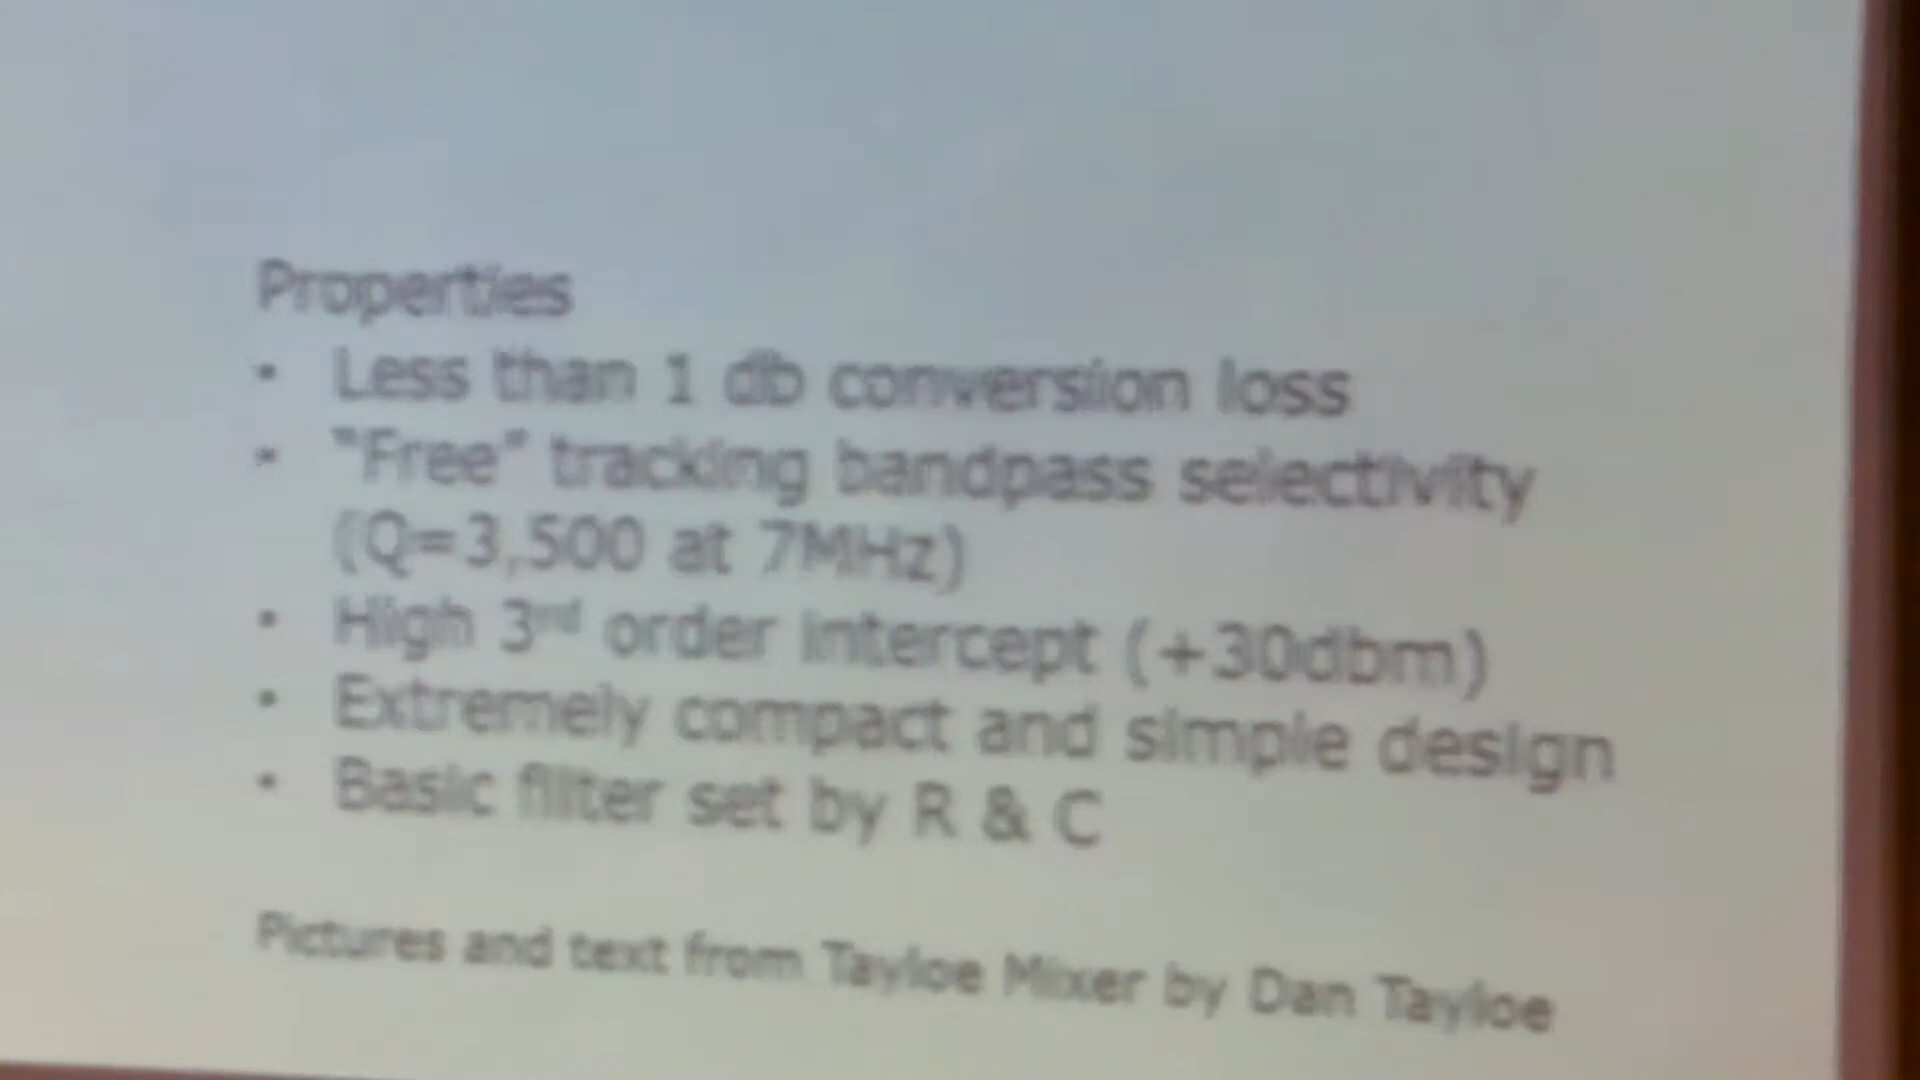 Properties
• Less than 1 db conversion loss
• "Free" tracking bandpass selectivity
(Q=3,500 at 7MHz)
• High 3rd order intercept (+30dbm)
• Extremely compact and simple design
• Basic filter set by R & C
Pictures and text from Tayloe Mixer by Dan Tayloe